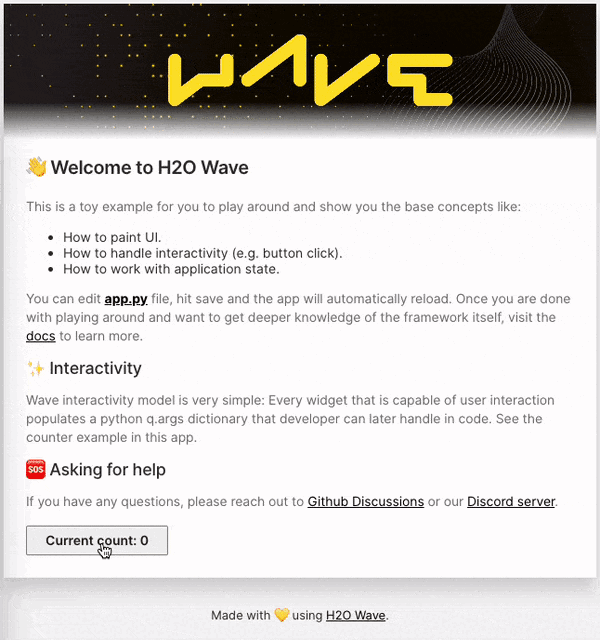 WAVE
👋 Welcome to H2O Wave
This is a toy example for you to play around and show you the base concepts like:
• How to paint UI.
• How to handle interactivity (e.g. button click).
• How to work with application state.
You can edit app.py file, hit save and the app will automatically reload. Once you are done
with playing around and want to get deeper knowledge of the framework itself, visit the
docs to learn more.
✨ Interactivity
Wave interactivity model is very simple: Every widget that is capable of user interaction
populates a python q.args dictionary that developer can later handle in code. See the
counter example in this app.
🆘 Asking for help
If you have any questions, please reach out to Github Discussions or our Discord server.
Current count: 0
Made with 💛 using H2O Wave.